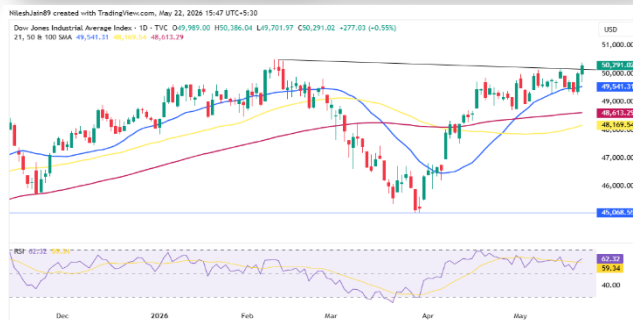 NileshJain89 created with TradingView.com, May 22, 2026 15:47 UTC+5:30
Dow Jones Industrial Average Index · 1D · TVC O49,989.00 H50,386.04 L49,701.97 C50,291.02 +277.03 (+0.55%)
21, 50 & 100 SMA 49,541.31 48,169.54 48,613.29
USD
51,000.00
50,291.02
50,000.00
49,541.31
49,000.00
48,613.29
48,169.54
47,000.00
46,000.00
45,068.55
RSI 62.32 59.34
62.32
59.34
40.00
Dec 2026 Feb Mar Apr May